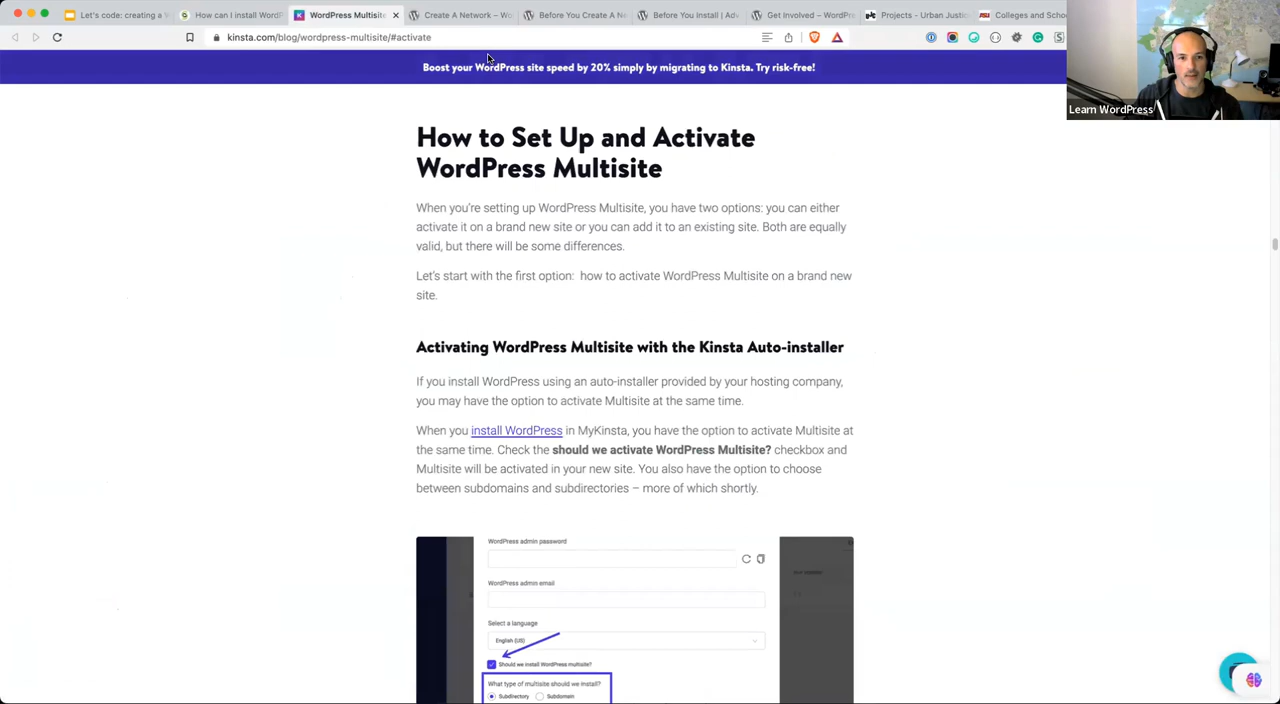 Let's code: creating a
How can I install WordP
WordPress Multisite
Create A Network – Wo
Before You Create A Ne
Before You Install | Adv
Get Involved – WordPre
Projects - Urban Justic
Colleges and Schoo
kinsta.com/blog/wordpress-multisite/#activate
Boost your WordPress site speed by 20% simply by migrating to Kinsta. Try risk-free!
Learn WordPress
How to Set Up and Activate
WordPress Multisite
When you're setting up WordPress Multisite, you have two options: you can either
activate it on a brand new site or you can add it to an existing site. Both are equally
valid, but there will be some differences.
Let's start with the first option:  how to activate WordPress Multisite on a brand new
site.
Activating WordPress Multisite with the Kinsta Auto-installer
If you install WordPress using an auto-installer provided by your hosting company,
you may have the option to activate Multisite at the same time.
When you install WordPress in MyKinsta, you have the option to activate Multisite at
the same time. Check the should we activate WordPress Multisite? checkbox and
Multisite will be activated in your new site. You also have the option to choose
between subdomains and subdirectories – more of which shortly.
WordPress admin password
WordPress admin email
Select a language
English (US)
Should we install WordPress multisite?
What type of multisite should we install?
Subdirectory
Subdomain